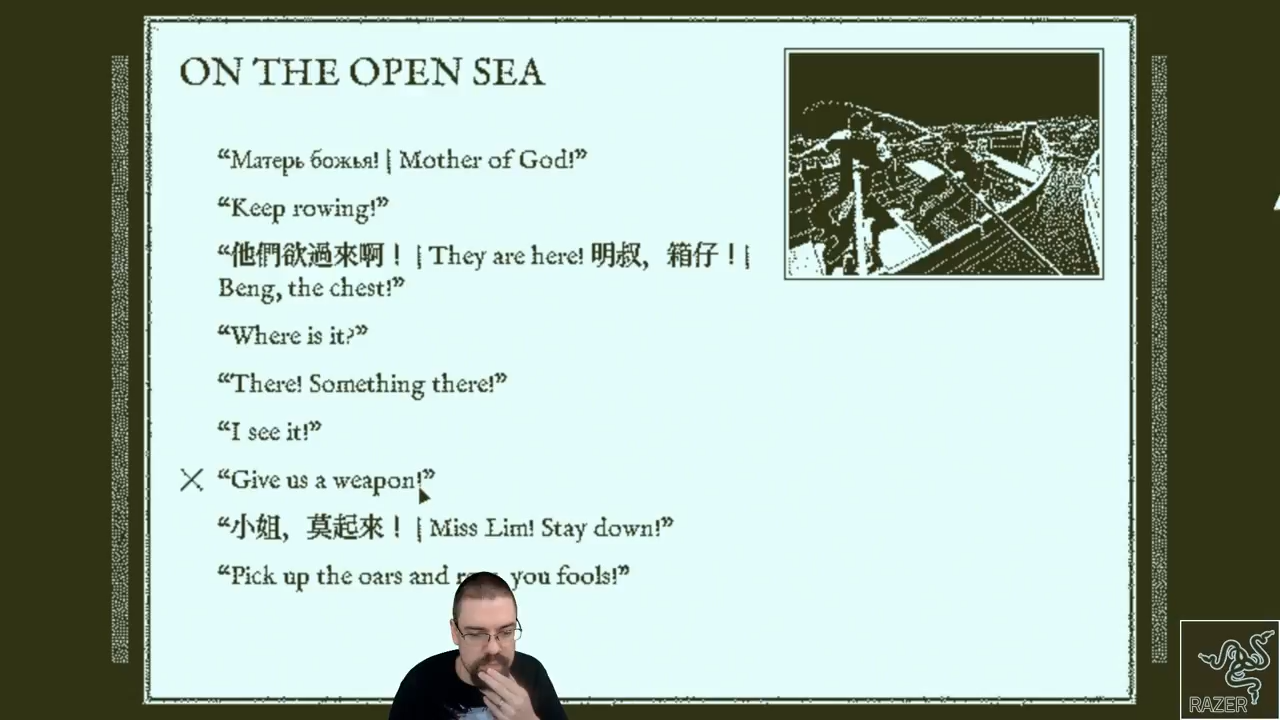 ON THE OPEN SEA
“Матерь божья! | Mother of God!”
“Keep rowing!”
“他們欲過來啊！ | They are here! 明叔，箱仔！|
Beng, the chest!”
“Where is it?”
“There! Something there!”
“I see it!”
“Give us a weapon!”
“小姐，莫起來！ | Miss Lim! Stay down!”
“Pick up the oars and you fools!”
RAZER